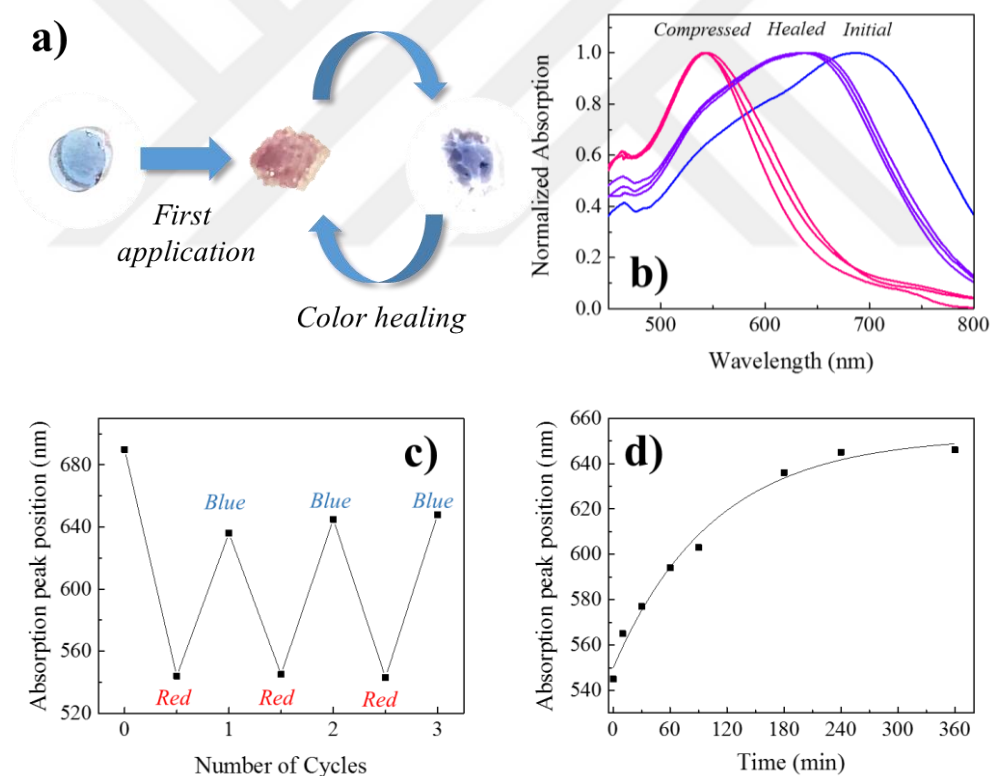 a)
First
application
Color healing
Compressed Healed Initial
1.0
0.8
0.6
0.4
0.2
0.0
Normalized Absorption
b)
500 600 700 800
Wavelength (nm)
c)
680
640
600
560
520
Absorption peak position (nm)
Blue Blue Blue
Red Red Red
0 1 2 3
Number of Cycles
d)
660
640
620
600
580
560
540
Absorption peak position (nm)
0 60 120 180 240 300 360
Time (min)